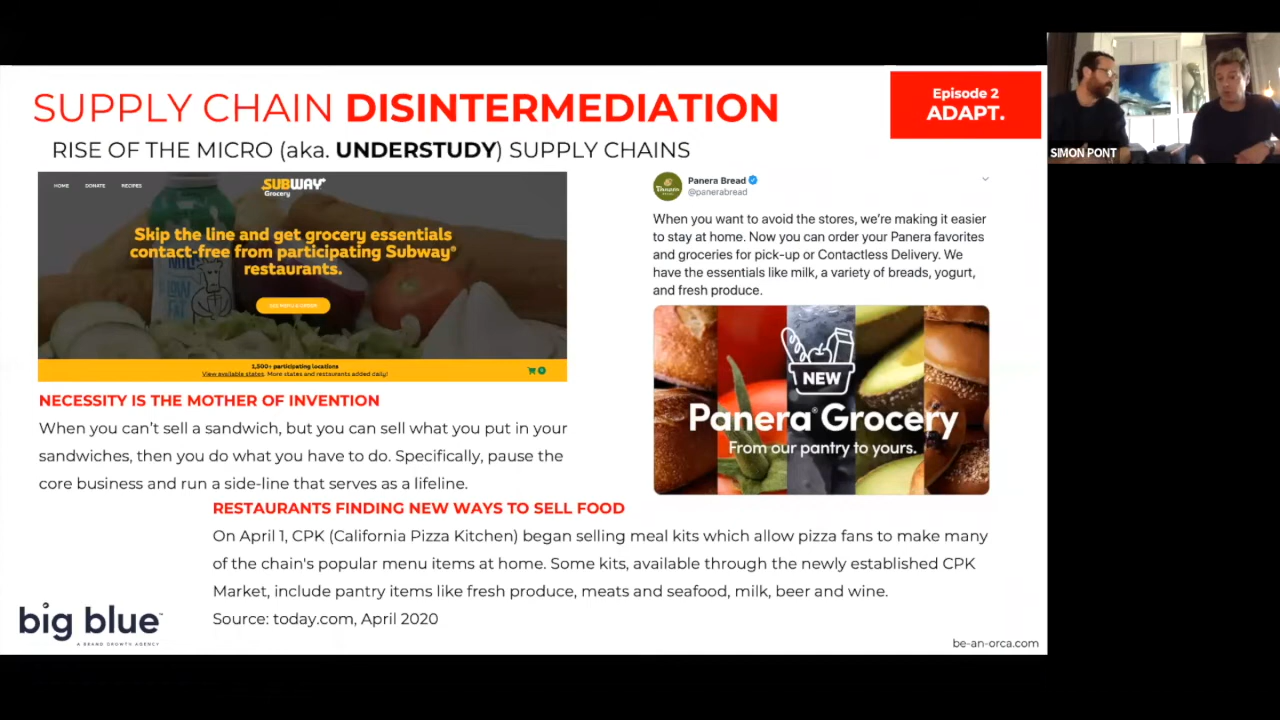 SUPPLY CHAIN DISINTERMEDIATION
Episode 2
ADAPT.
RISE OF THE MICRO (aka. UNDERSTUDY) SUPPLY CHAINS
SIMON PONT
HOME DONATE RECIPES
SUBWAY
Grocery
Skip the line and get grocery essentials
contact-free from participating Subway®
restaurants.
1,500+ participating locations
View available states. More states and restaurants added daily!
0
Panera Bread
@panerabread
When you want to avoid the stores, we're making it easier
to stay at home. Now you can order your Panera favorites
and groceries for pick-up or Contactless Delivery. We
have the essentials like milk, a variety of breads, yogurt,
and fresh produce.
NEW
Panera® Grocery
From our pantry to yours.
NECESSITY IS THE MOTHER OF INVENTION
When you can't sell a sandwich, but you can sell what you put in your
sandwiches, then you do what you have to do. Specifically, pause the
core business and run a side-line that serves as a lifeline.
RESTAURANTS FINDING NEW WAYS TO SELL FOOD
On April 1, CPK (California Pizza Kitchen) began selling meal kits which allow pizza fans to make many
of the chain's popular menu items at home. Some kits, available through the newly established CPK
Market, include pantry items like fresh produce, meats and seafood, milk, beer and wine.
Source: today.com, April 2020
big blue™
A BRAND GROWTH AGENCY
be-an-orca.com